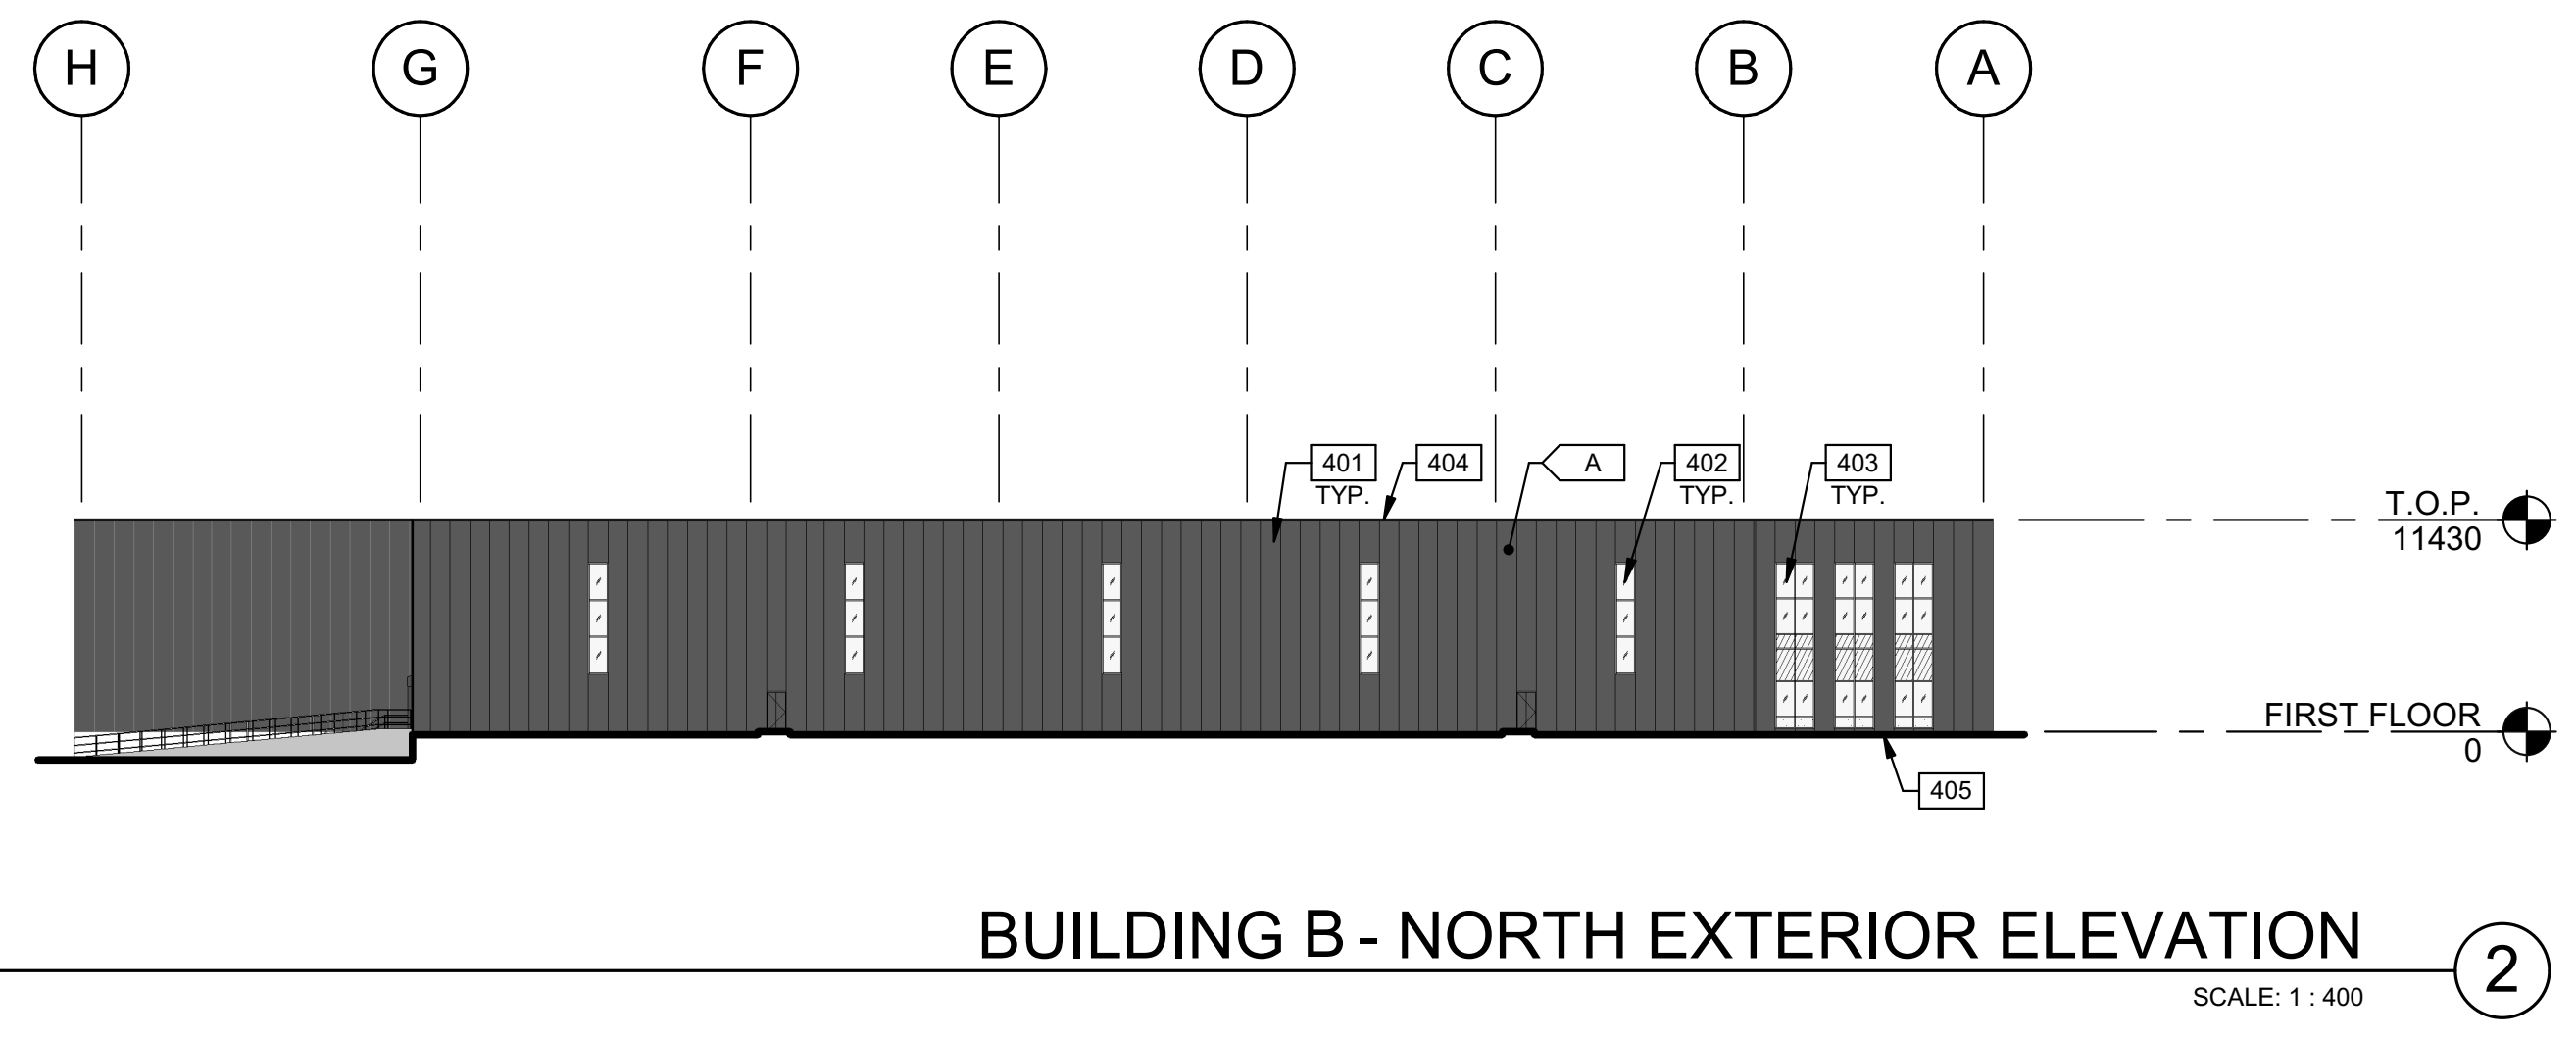 H G F E D C B A
401 404 A 402 403
TYP. TYP. TYP.
T.O.P.
11430
FIRST FLOOR
0
405
BUILDING B - NORTH EXTERIOR ELEVATION
2
SCALE: 1 : 400